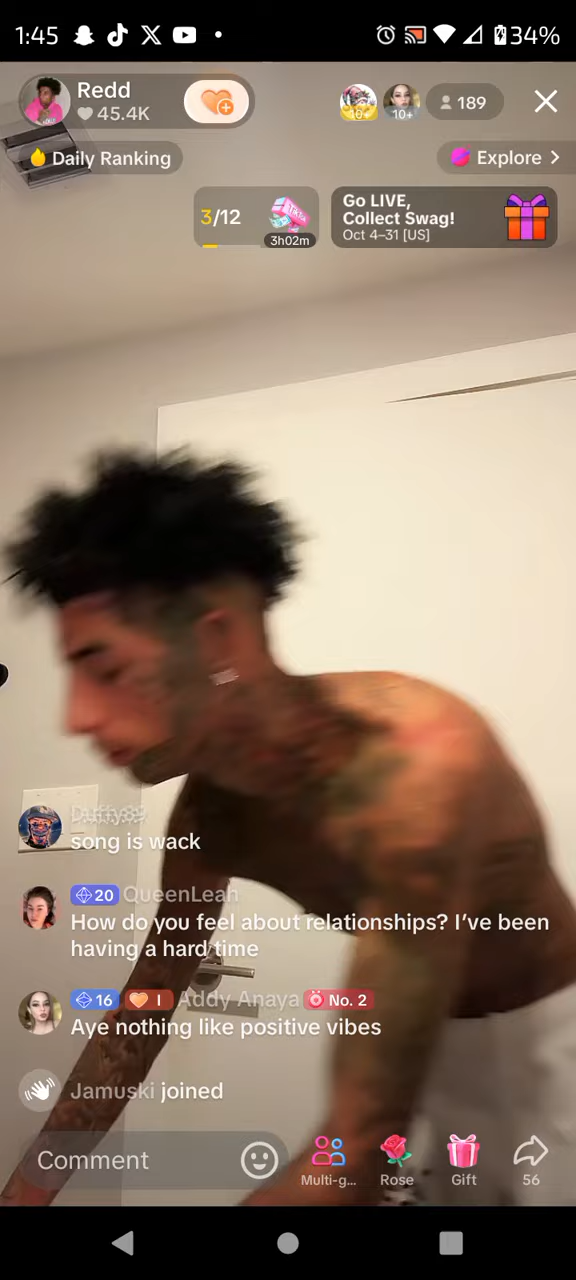 1:45
34%
Redd
45.4K
10+
10+
189
Daily Ranking
Explore
3/12
3h02m
Go LIVE,
Collect Swag!
Oct 4–31 [US]
song is wack
20 QueenLeah
How do you feel about relationships? I've been
having a hard time
16 I Addy Anaya No. 2
Aye nothing like positive vibes
Jamuski joined
Comment
Multi-g...
Rose
Gift
56